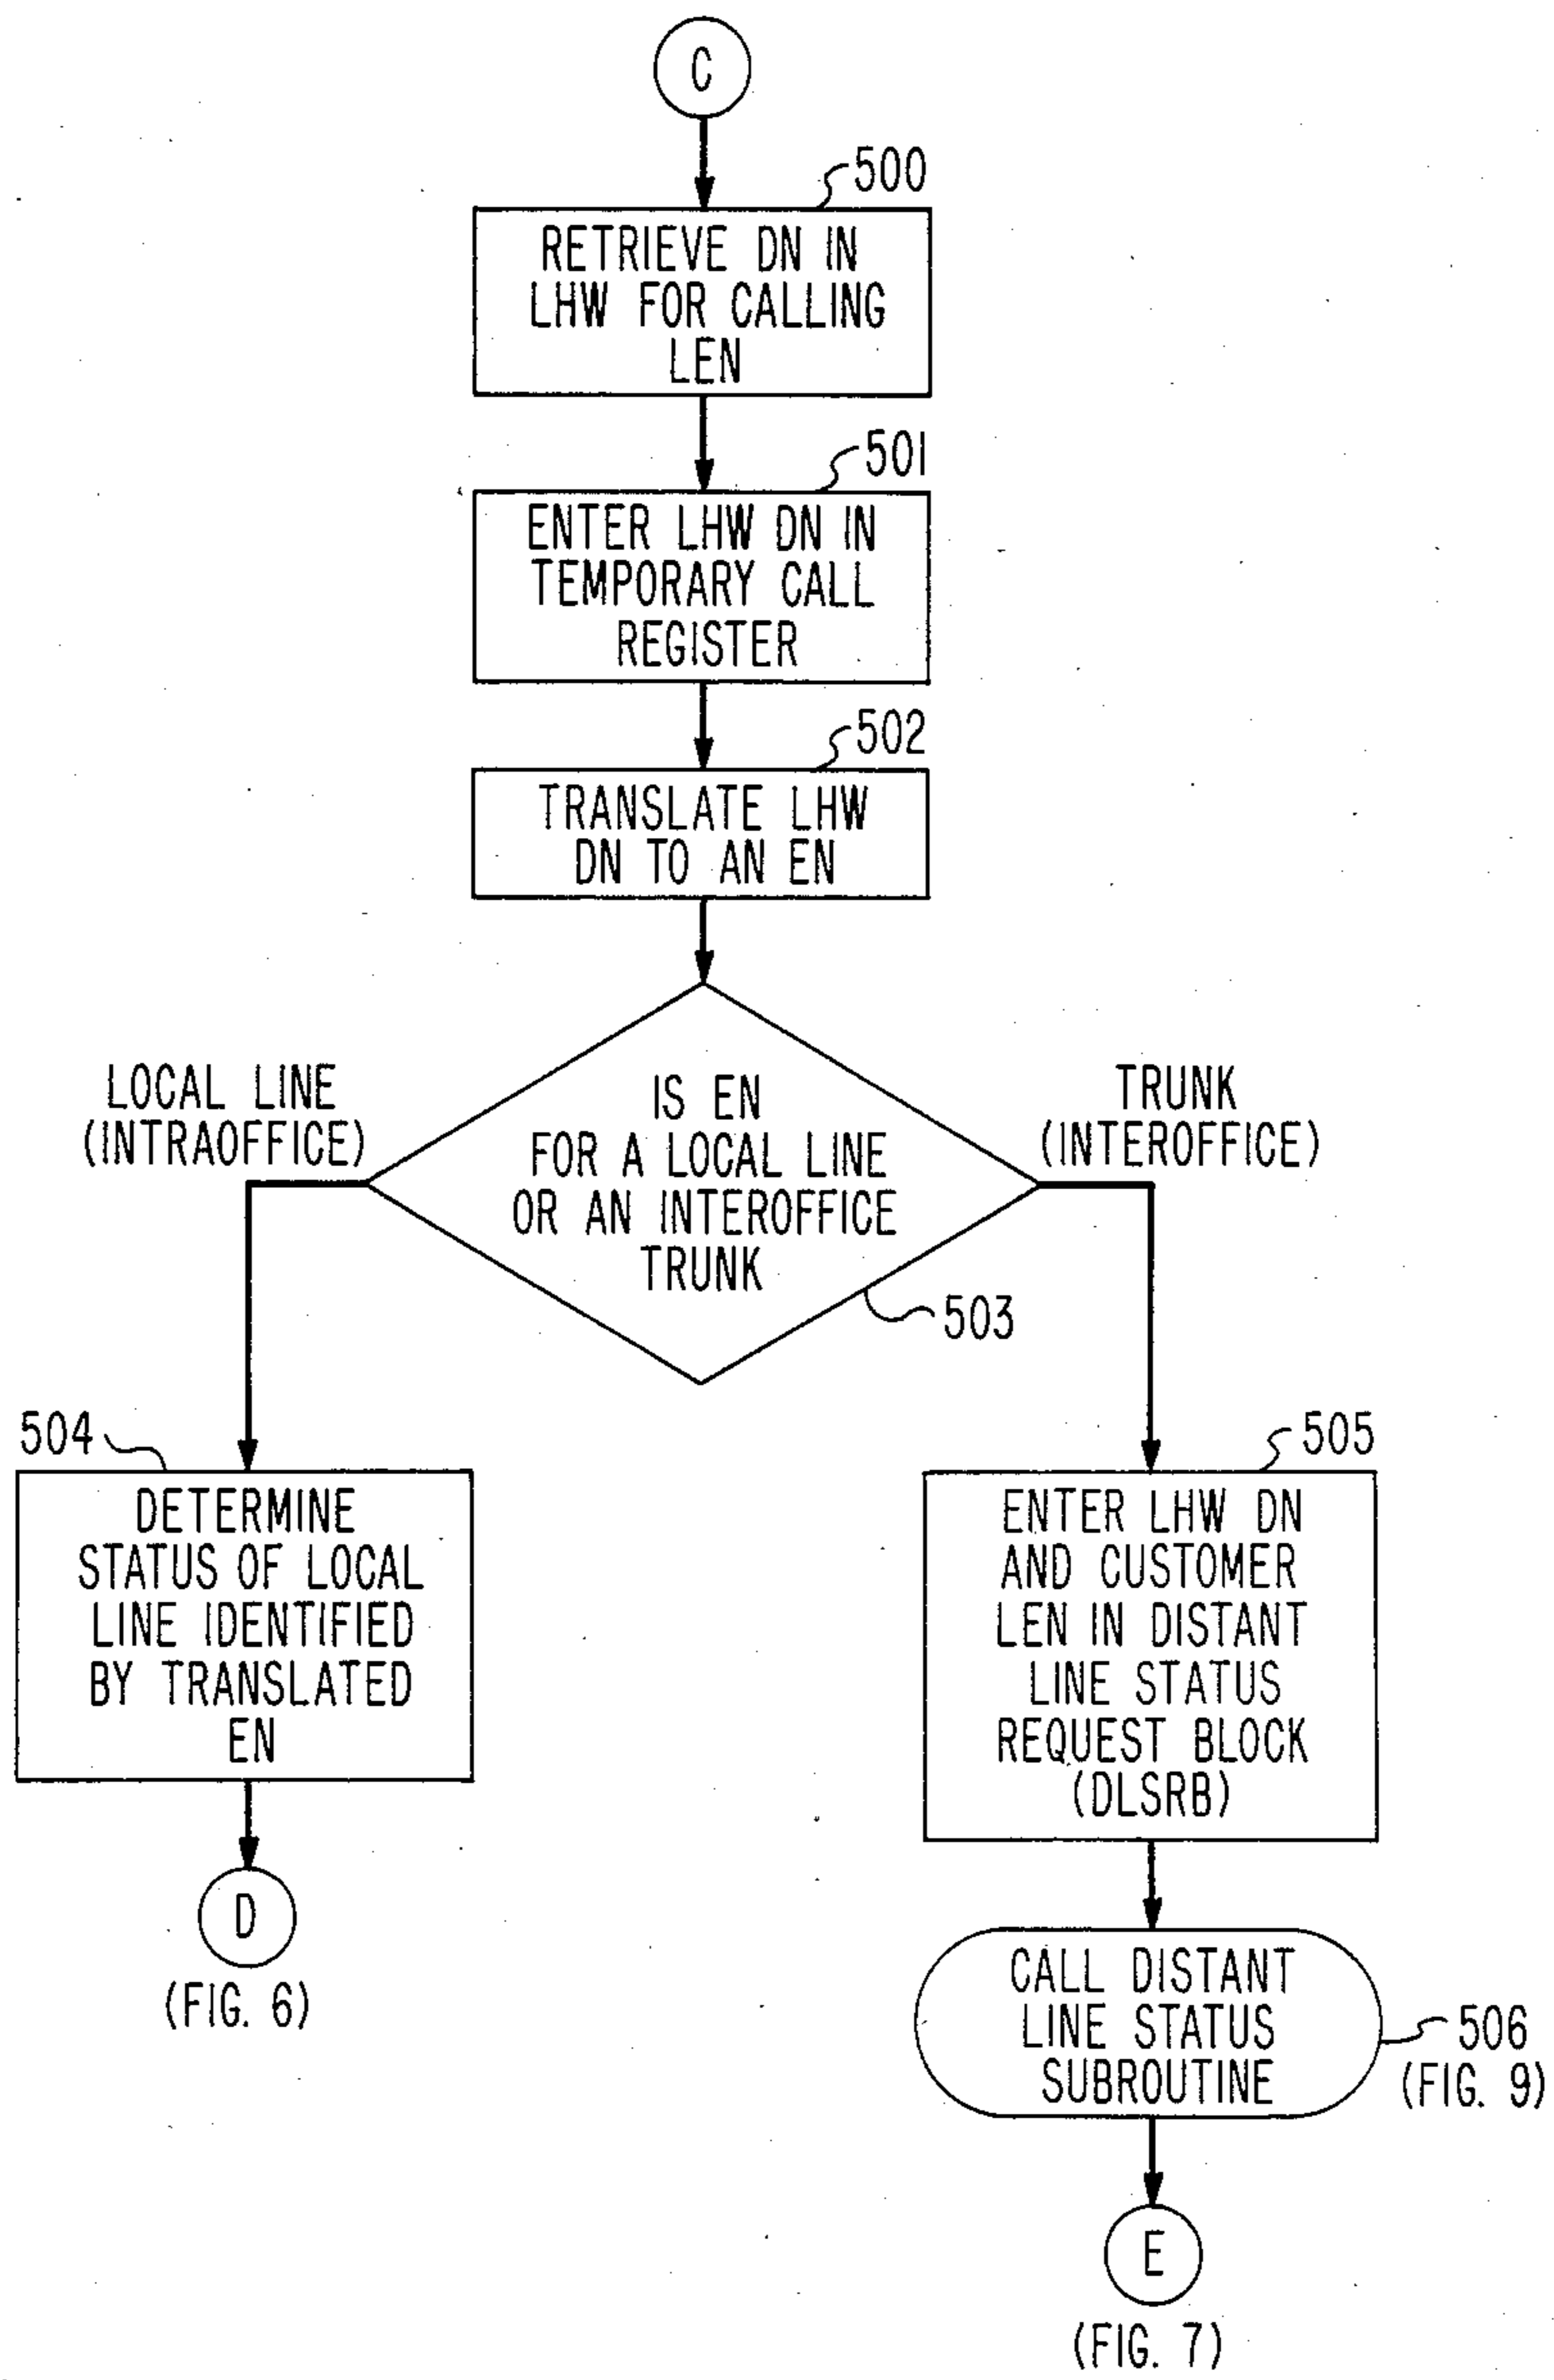 C
500
RETRIEVE DN IN
LHW FOR CALLING
LEN
501
ENTER LHW DN IN
TEMPORARY CALL
REGISTER
502
TRANSLATE LHW
DN TO AN EN
LOCAL LINE
(INTRAOFFICE)
IS EN
FOR A LOCAL LINE
OR AN INTEROFFICE
TRUNK
TRUNK
(INTEROFFICE)
503
504
DETERMINE
STATUS OF LOCAL
LINE IDENTIFIED
BY TRANSLATED
EN
D
(FIG. 6)
505
ENTER LHW DN
AND CUSTOMER
LEN IN DISTANT
LINE STATUS
REQUEST BLOCK
(DLSRB)
CALL DISTANT
LINE STATUS
SUBROUTINE
506
(FIG. 9)
E
(FIG. 7)